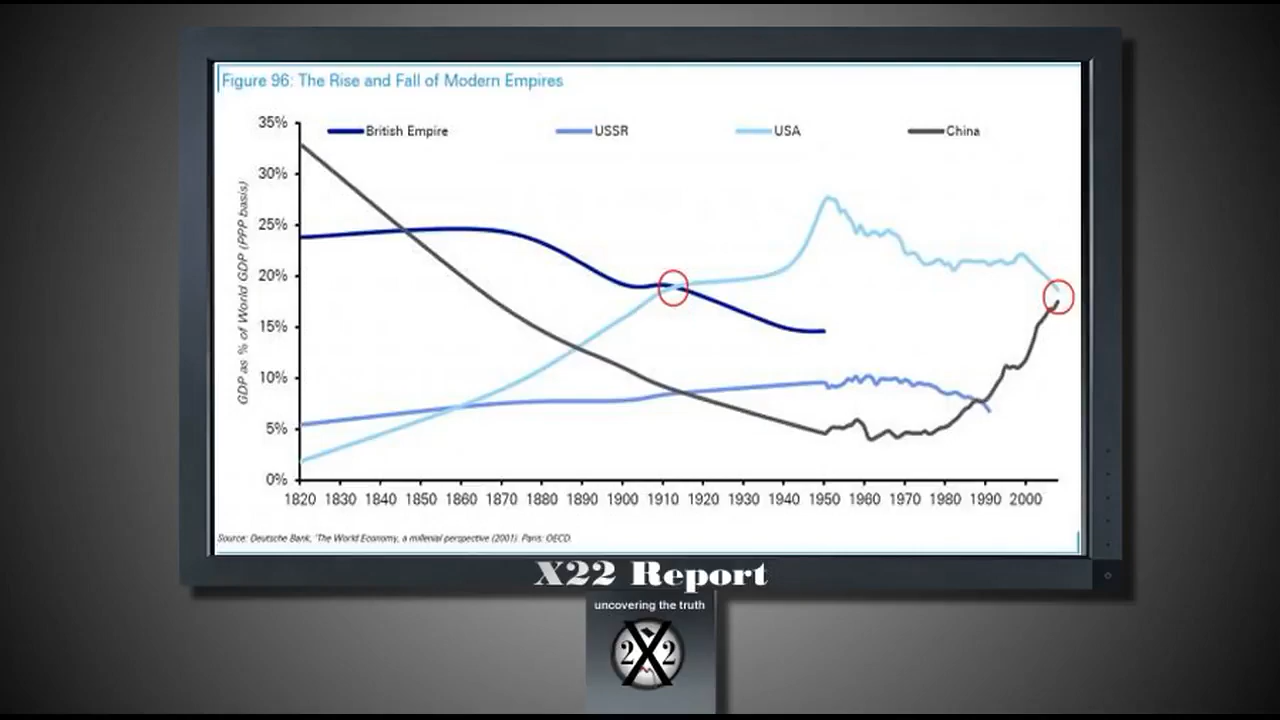 Figure 96: The Rise and Fall of Modern Empires
35%
British Empire USSR USA China
30%
25%
20%
15%
10%
5%
0%
GDP as % of World GDP (PPP basis)
1820 1830 1840 1850 1860 1870 1880 1890 1900 1910 1920 1930 1940 1950 1960 1970 1980 1990 2000
Source: Deutsche Bank, 'The World Economy, a millenial perspective (2001). Paris: OECD.
X22 Report
uncovering the truth
2X2